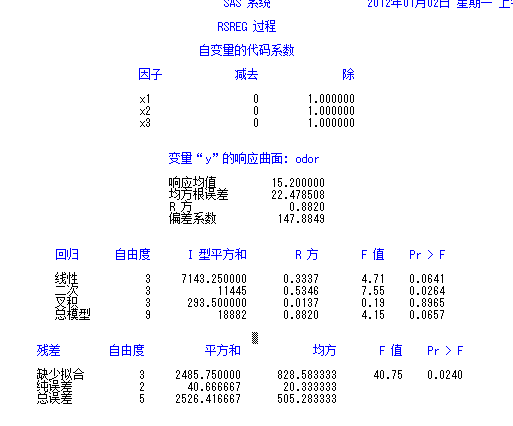 SAS 系统 2012年01月02日 星期一
RSREG 过程
自变量的代码系数
因子 减去 除
x1 0 1.000000
x2 0 1.000000
x3 0 1.000000
变量“y”的响应曲面: odor
响应均值 15.200000
均方根误差 22.478508
R 方 0.8820
偏差系数 147.8849
回归 自由度 I 型平方和 R 方 F 值 Pr > F
线性 3 7143.250000 0.3337 4.71 0.0641
二次 3 11445 0.5346 7.55 0.0264
叉积 3 293.500000 0.0137 0.19 0.8965
总模型 9 18882 0.8820 4.15 0.0657
残差 自由度 平方和 均方 F 值 Pr > F
缺少拟合 3 2485.750000 828.583333 40.75 0.0240
纯误差 2 40.666667 20.333333
总误差 5 2526.416667 505.283333